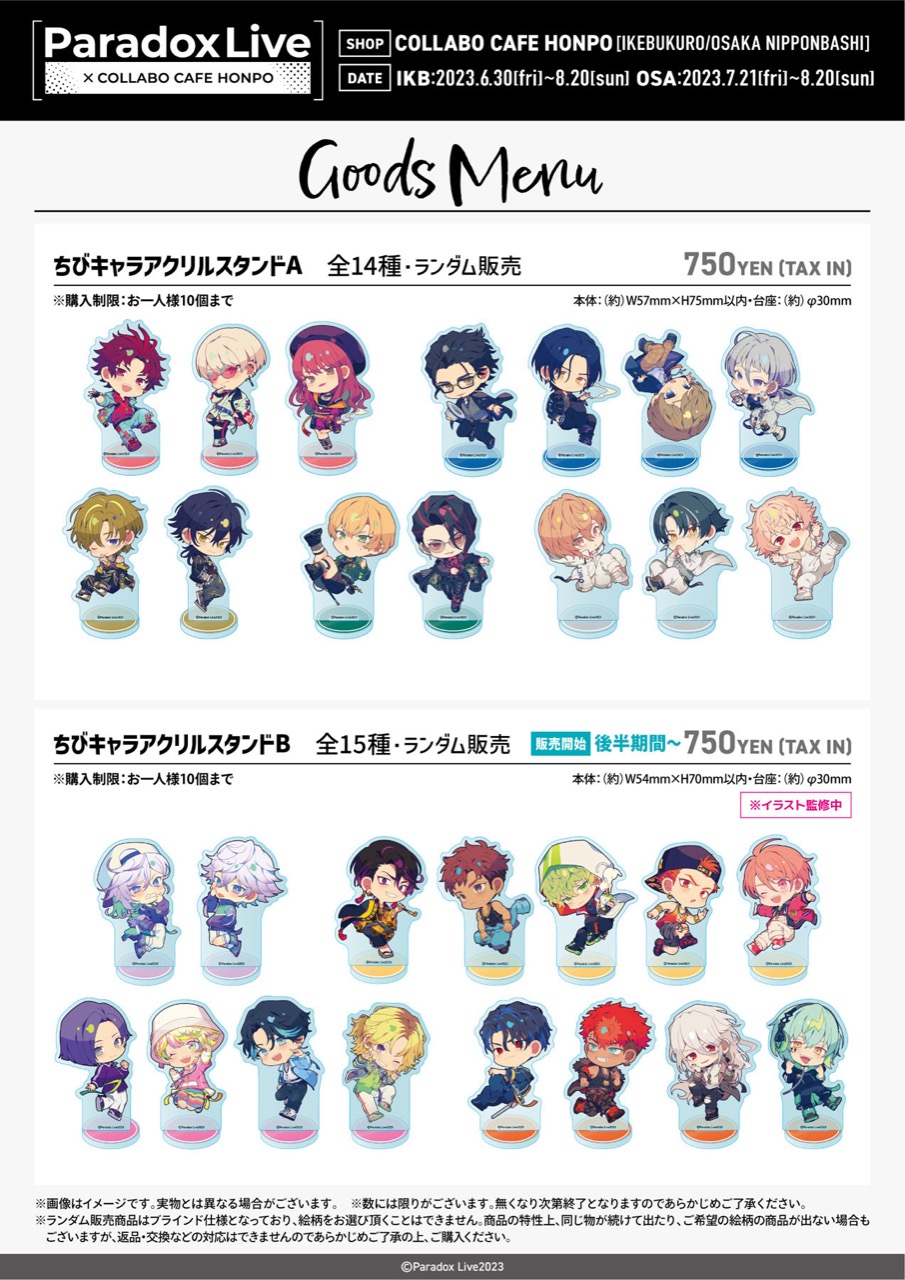 Paradox Live
× COLLABO CAFE HONPO
SHOP COLLABO CAFE HONPO [IKEBUKURO/OSAKA NIPPONBASHI]
DATE IKB:2023.6.30[fri]~8.20[sun] OSA:2023.7.21[fri]~8.20[sun]
Goods Menu
ちびキャラアクリルスタンドA 全14種・ランダム販売 750YEN (TAX IN)
※購入制限：お一人様10個まで 本体：（約）W57mm×H75mm以内・台座：（約）φ30mm
ちびキャラアクリルスタンドB 全15種・ランダム販売 販売開始 後半期間～ 750YEN (TAX IN)
※購入制限：お一人様10個まで 本体：（約）W54mm×H70mm以内・台座：（約）φ30mm
※イラスト監修中
※画像はイメージです。実物とは異なる場合がございます。 ※数には限りがございます。無くなり次第終了となりますのであらかじめご了承ください。
※ランダム販売商品はブラインド仕様となっており、絵柄をお選び頂くことはできません。商品の特性上、同じ物が続けて出たり、ご希望の絵柄の商品が出ない場合も
ございますが、返品・交換などの対応はできませんのであらかじめご了承の上、ご購入ください。
©Paradox Live2023